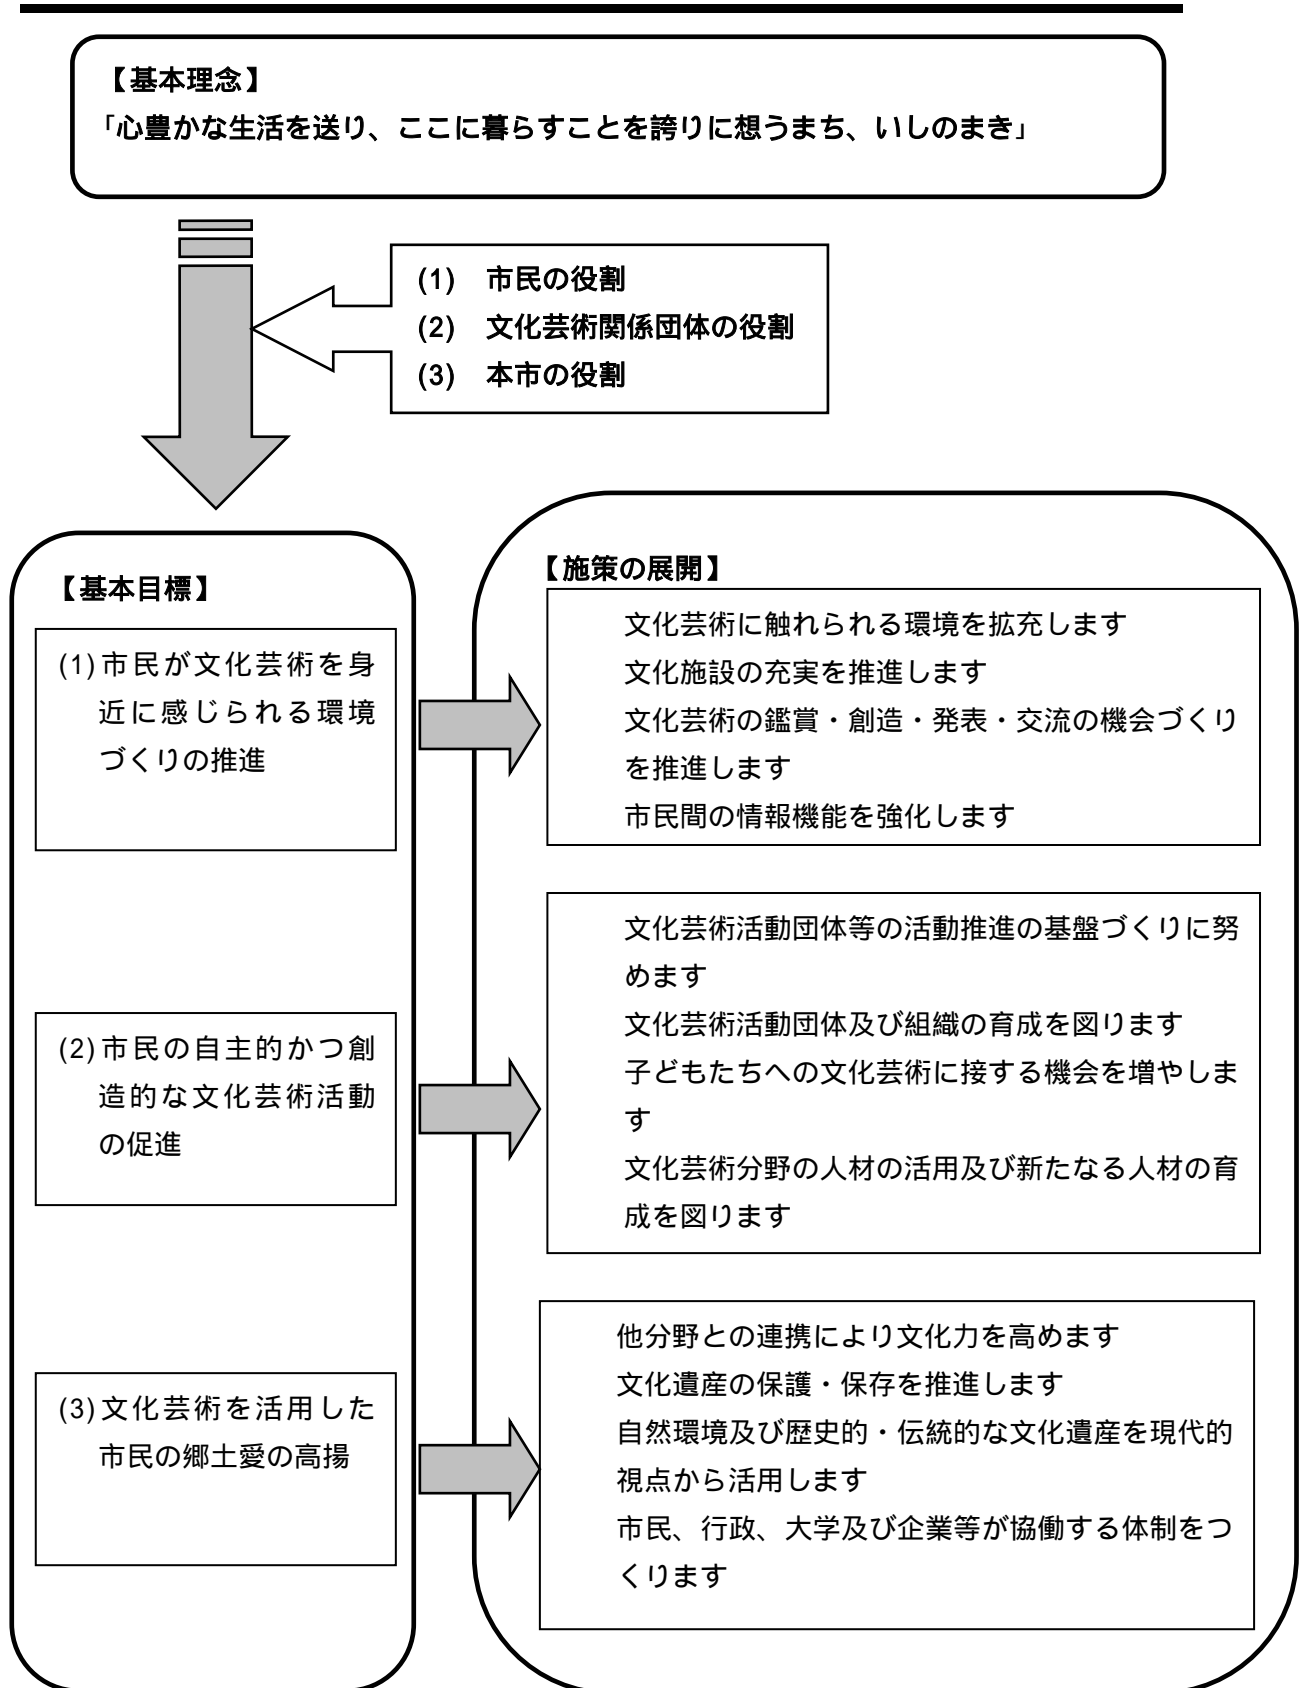 【基本理念】
「心豊かな生活を送り、ここに暮らすことを誇りに想うまち、いしのまき」
(1) 市民の役割
(2) 文化芸術関係団体の役割
(3) 本市の役割
【基本目標】
(1)市民が文化芸術を身
近に感じられる環境
づくりの推進
(2)市民の自主的かつ創
造的な文化芸術活動
の促進
(3)文化芸術を活用した
市民の郷土愛の高揚
【施策の展開】
文化芸術に触れられる環境を拡充します
文化施設の充実を推進します
文化芸術の鑑賞・創造・発表・交流の機会づくり
を推進します
市民間の情報機能を強化します
文化芸術活動団体等の活動推進の基盤づくりに努
めます
文化芸術活動団体及び組織の育成を図ります
子どもたちへの文化芸術に接する機会を増やしま
す
文化芸術分野の人材の活用及び新たなる人材の育
成を図ります
他分野との連携により文化力を高めます
文化遺産の保護・保存を推進します
自然環境及び歴史的・伝統的な文化遺産を現代的
視点から活用します
市民、行政、大学及び企業等が協働する体制をつ
くります